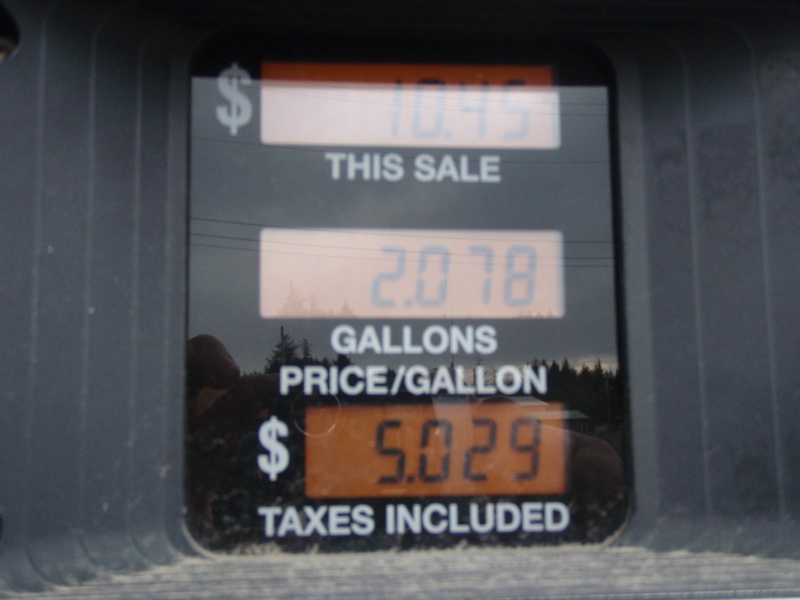 $ 10.45
THIS SALE
2.078
GALLONS
PRICE/GALLON
$ 5.029
TAXES INCLUDED